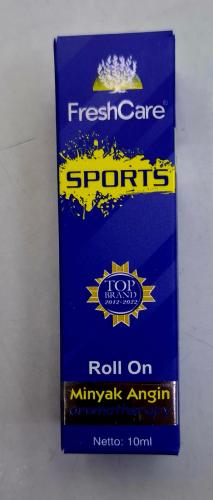 FreshCare®
SPORTS
TOP
BRAND
2012-2022
Roll On
Minyak Angin
aromatherapy
Netto: 10ml